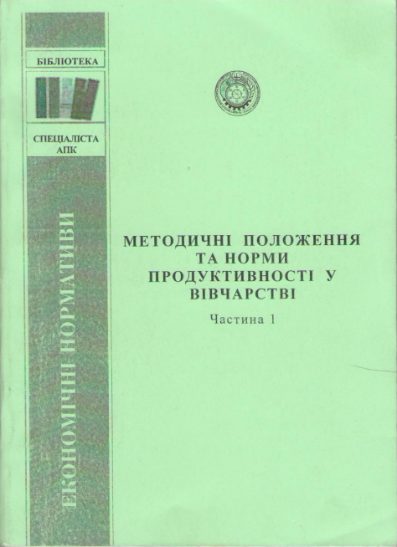 БІБЛІОТЕКА
СПЕЦІАЛІСТА
АПК
ЕКОНОМІЧНІ НОРМАТИВИ
МЕТОДИЧНІ ПОЛОЖЕННЯ
ТА НОРМИ
ПРОДУКТИВНОСТІ У
ВІВЧАРСТВІ
Частина 1